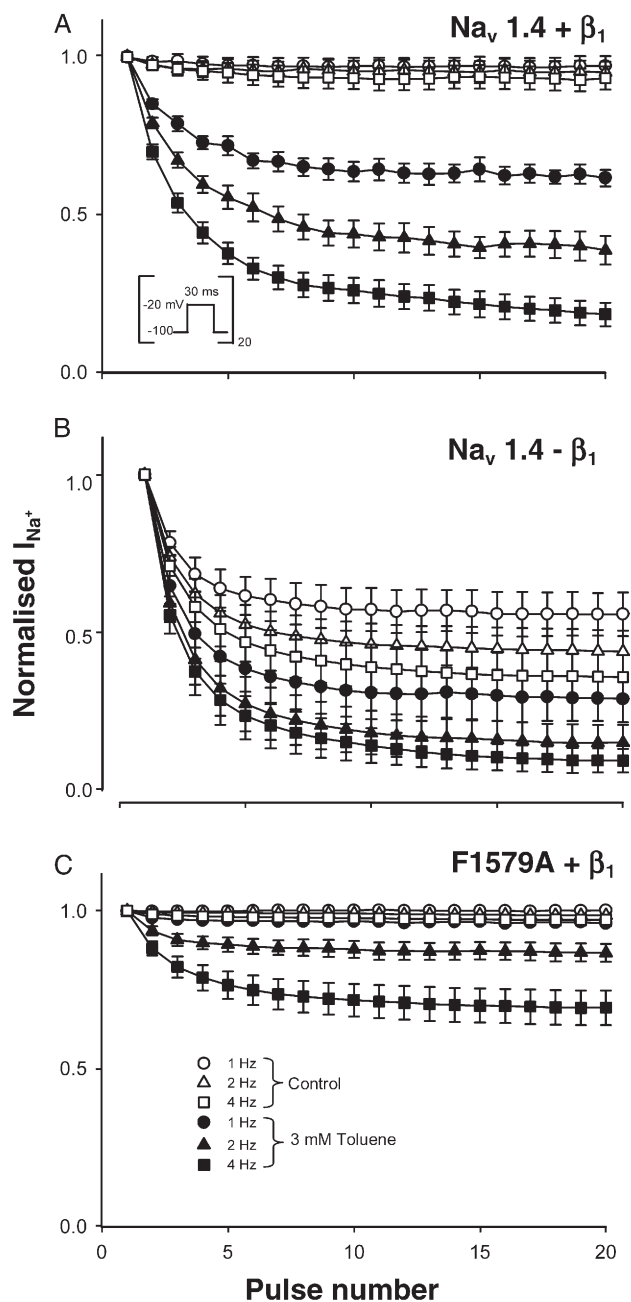 A
Naᵥ 1.4 + β₁
1.0
0.5
0.0
30 ms
-20 mV
-100
20
B
Naᵥ 1.4 - β₁
1.0
0.5
0.0
Normalised I Na⁺
C
F1579A + β₁
1.0
0.5
0.0
1 Hz
2 Hz
4 Hz
Control
1 Hz
2 Hz
4 Hz
3 mM Toluene
0 5 10 15 20
Pulse number